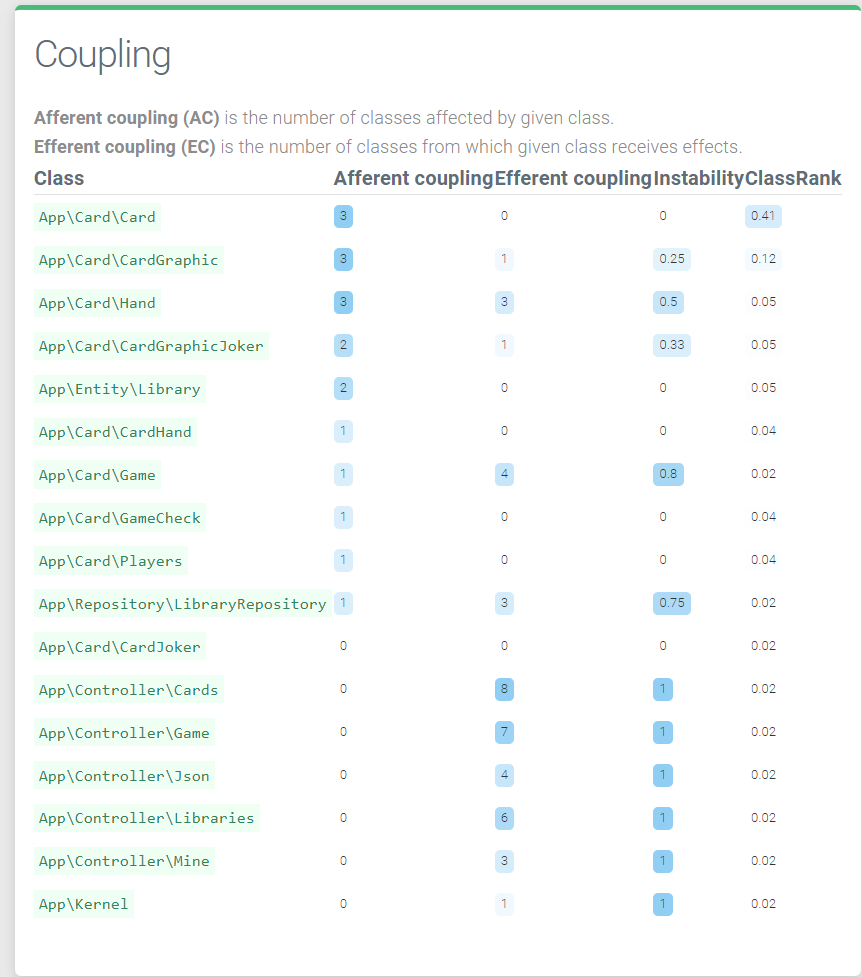 Coupling
Afferent coupling (AC) is the number of classes affected by given class.
Efferent coupling (EC) is the number of classes from which given class receives effects.
Class Afferent coupling Efferent coupling Instability ClassRank
App\Card\Card 3 0 0 0.41
App\Card\CardGraphic 3 1 0.25 0.12
App\Card\Hand 3 3 0.5 0.05
App\Card\CardGraphicJoker 2 1 0.33 0.05
App\Entity\Library 2 0 0 0.05
App\Card\CardHand 1 0 0 0.04
App\Card\Game 1 4 0.8 0.02
App\Card\GameCheck 1 0 0 0.04
App\Card\Players 1 0 0 0.04
App\Repository\LibraryRepository 1 3 0.75 0.02
App\Card\CardJoker 0 0 0 0.02
App\Controller\Cards 0 8 1 0.02
App\Controller\Game 0 7 1 0.02
App\Controller\Json 0 4 1 0.02
App\Controller\Libraries 0 6 1 0.02
App\Controller\Mine 0 3 1 0.02
App\Kernel 0 1 1 0.02